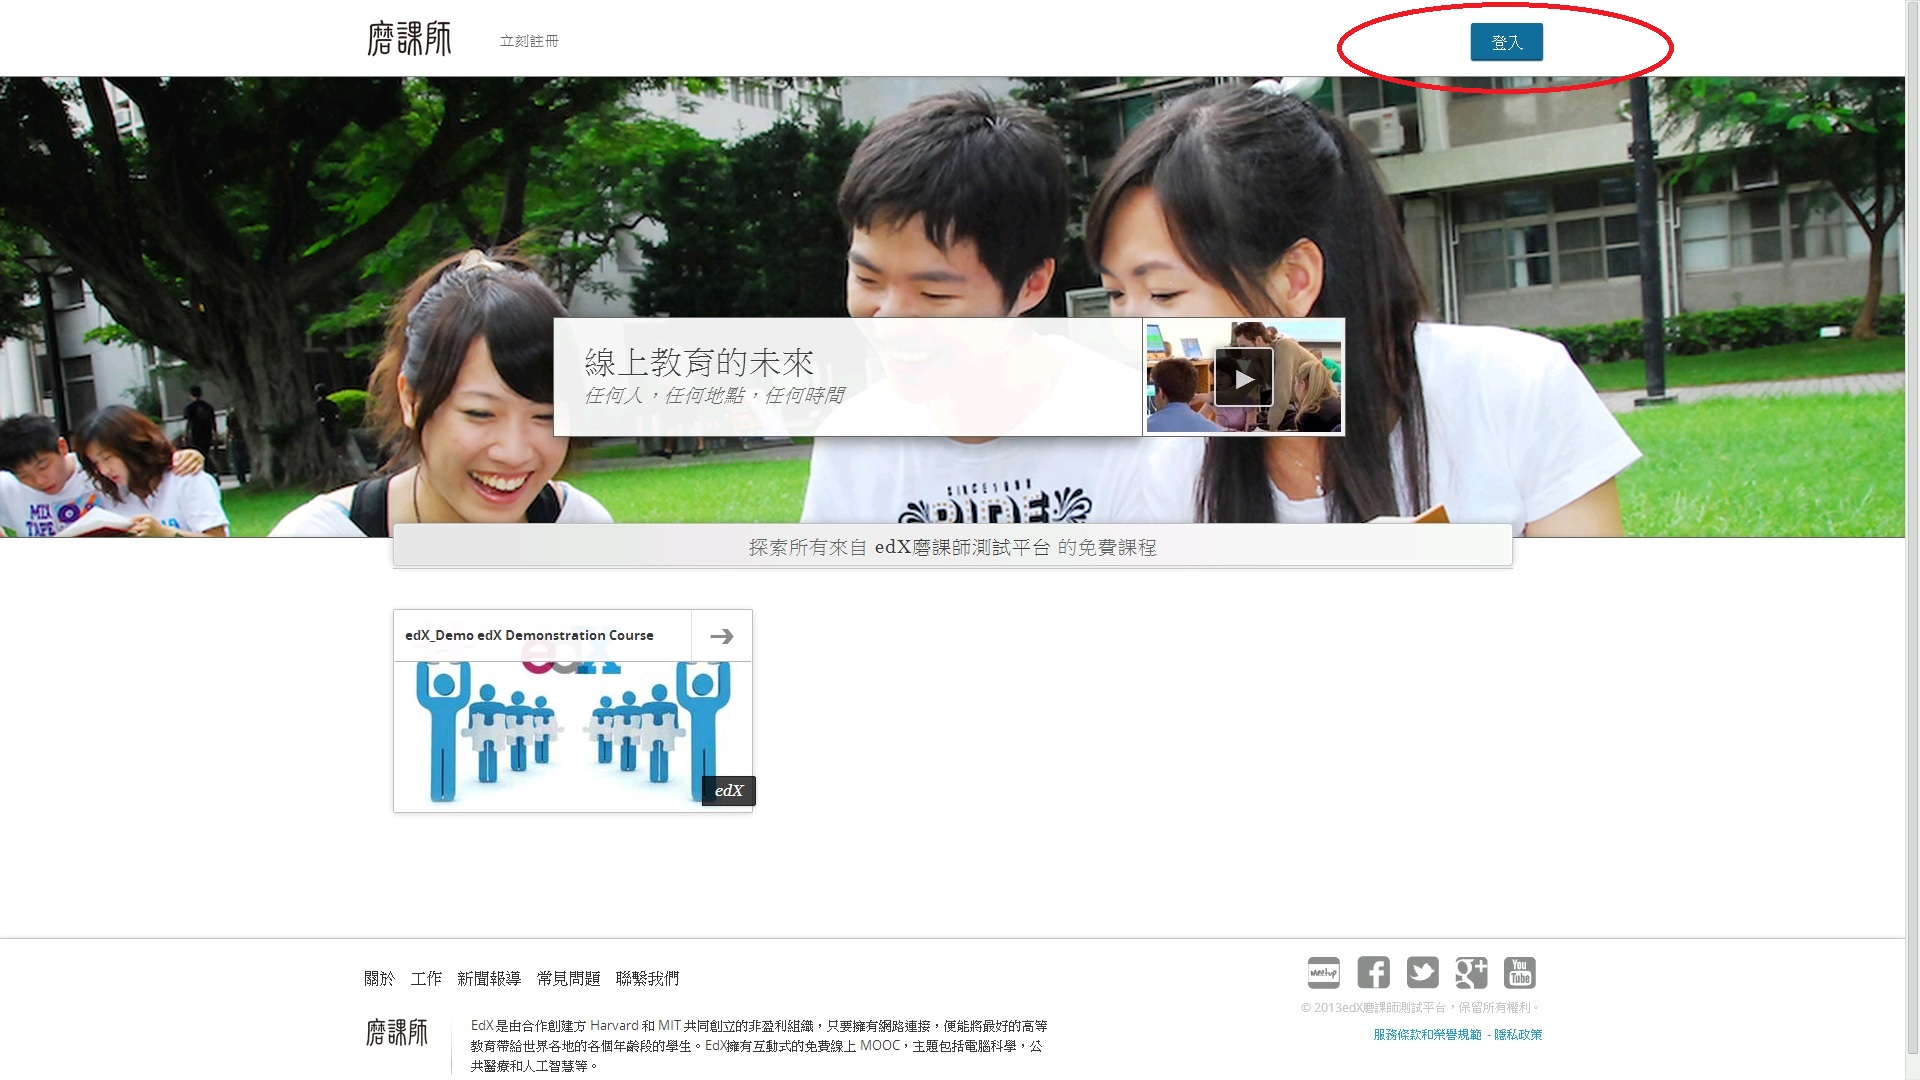 磨課師
立刻註冊
登入
線上教育的未來
任何人，任何地點，任何時間
MIX
TAPE
SINCE 1980
RIDE
探索所有來自 edX磨課師測試平台 的免費課程
edX_Demo edX Demonstration Course
edX
edX
關於 工作 新聞報導 常見問題 聯繫我們
meetup
f
g+
You
Tube
© 2013edX磨課師測試平台，保留所有權利。
服務條款和榮譽規範 - 隱私政策
磨課師
EdX 是由合作創建方 Harvard 和 MIT 共同創立的非盈利組織，只要擁有網路連接，便能將最好的高等
教育帶給世界各地的各個年齡段的學生。EdX擁有互動式的免費線上 MOOC，主題包括電腦科學，公
共醫療和人工智慧等。